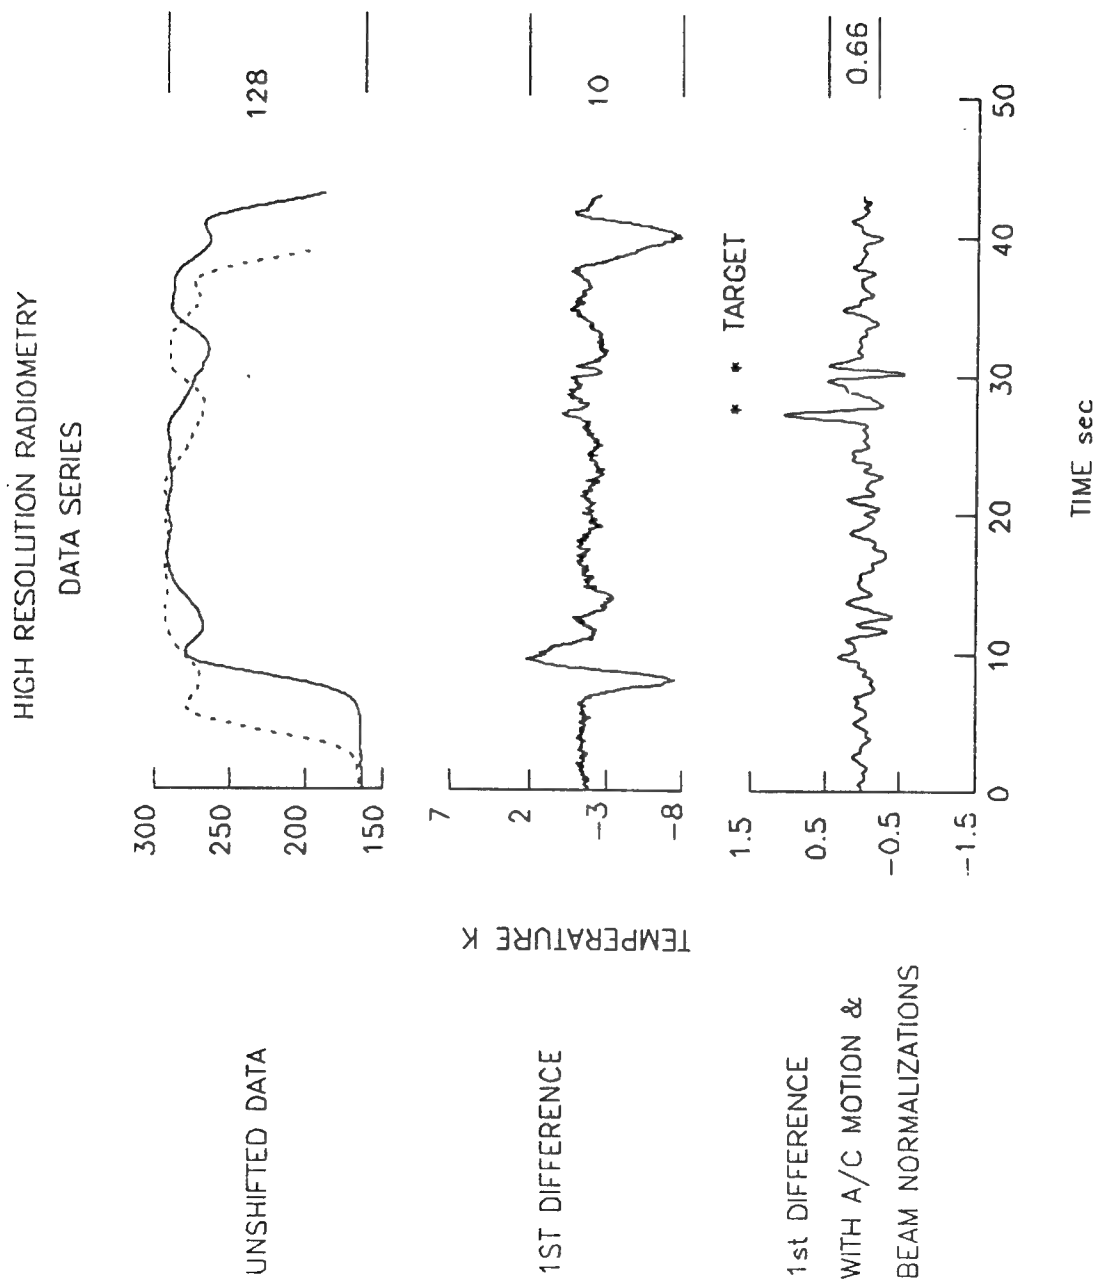 HIGH RESOLUTION RADIOMETRY
DATA SERIES
UNSHIFTED DATA
300
250
200
150
128
TEMPERATURE K
1ST DIFFERENCE
7
2
-3
-8
10
* * TARGET
1st DIFFERENCE
WITH A/C MOTION &
BEAM NORMALIZATIONS
1.5
0.5
-0.5
-1.5
0.66
0 10 20 30 40 50
TIME sec